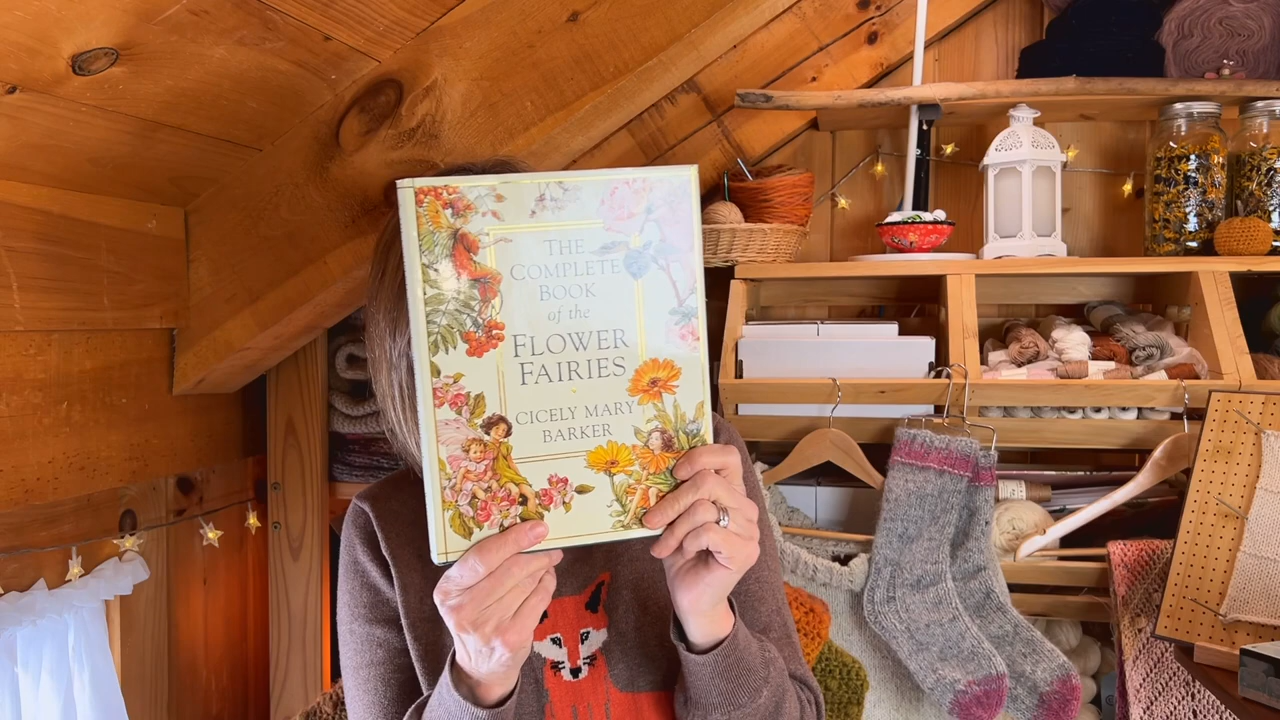 THE
COMPLETE
BOOK
of the
FLOWER
FAIRIES
CICELY MARY
BARKER